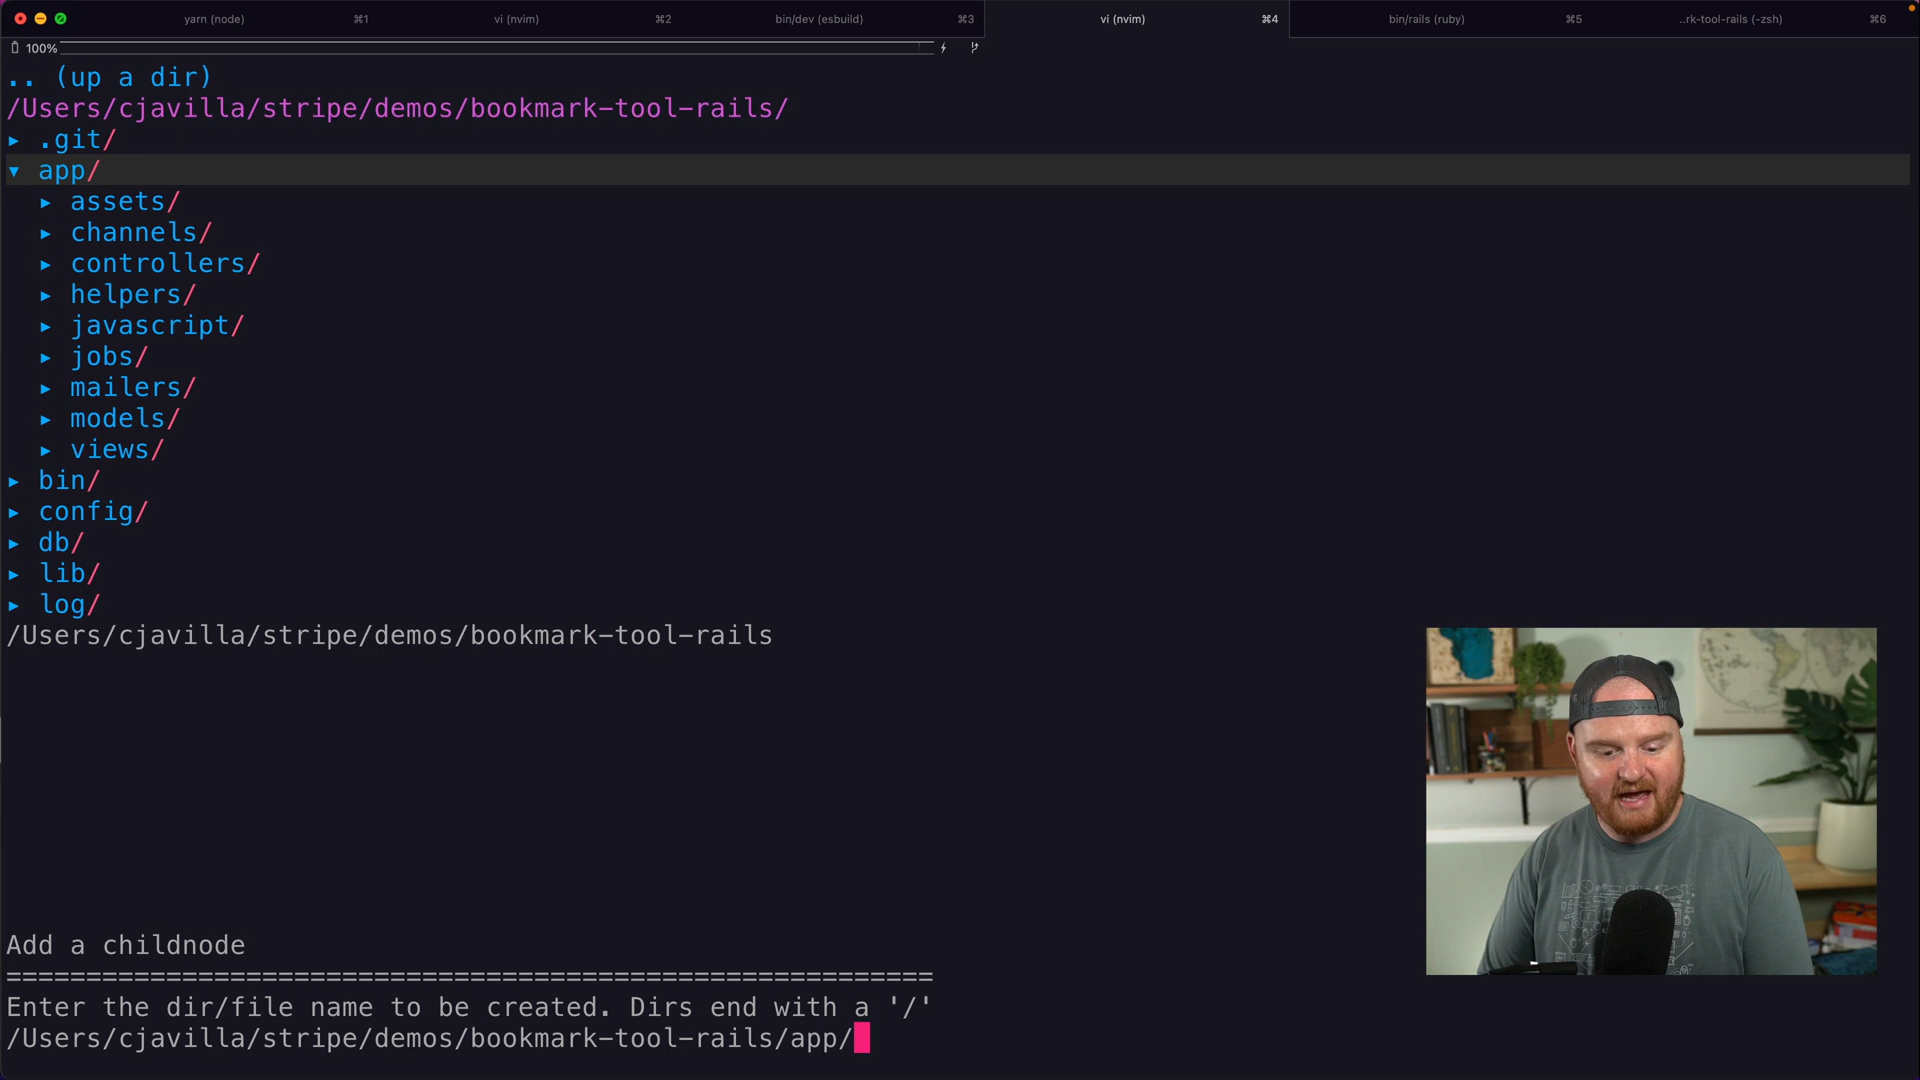 yarn (node) ⌘1 vi (nvim) ⌘2 bin/dev (esbuild) ⌘3 vi (nvim) ⌘4 bin/rails (ruby) ⌘5 ..rk-tool-rails (-zsh) ⌘6
100%
.. (up a dir)
/Users/cjavilla/stripe/demos/bookmark-tool-rails/
▸ .git/
▾ app/
▸ assets/
▸ channels/
▸ controllers/
▸ helpers/
▸ javascript/
▸ jobs/
▸ mailers/
▸ models/
▸ views/
▸ bin/
▸ config/
▸ db/
▸ lib/
▸ log/
/Users/cjavilla/stripe/demos/bookmark-tool-rails
Add a childnode
==========================================================
Enter the dir/file name to be created. Dirs end with a '/'
/Users/cjavilla/stripe/demos/bookmark-tool-rails/app/